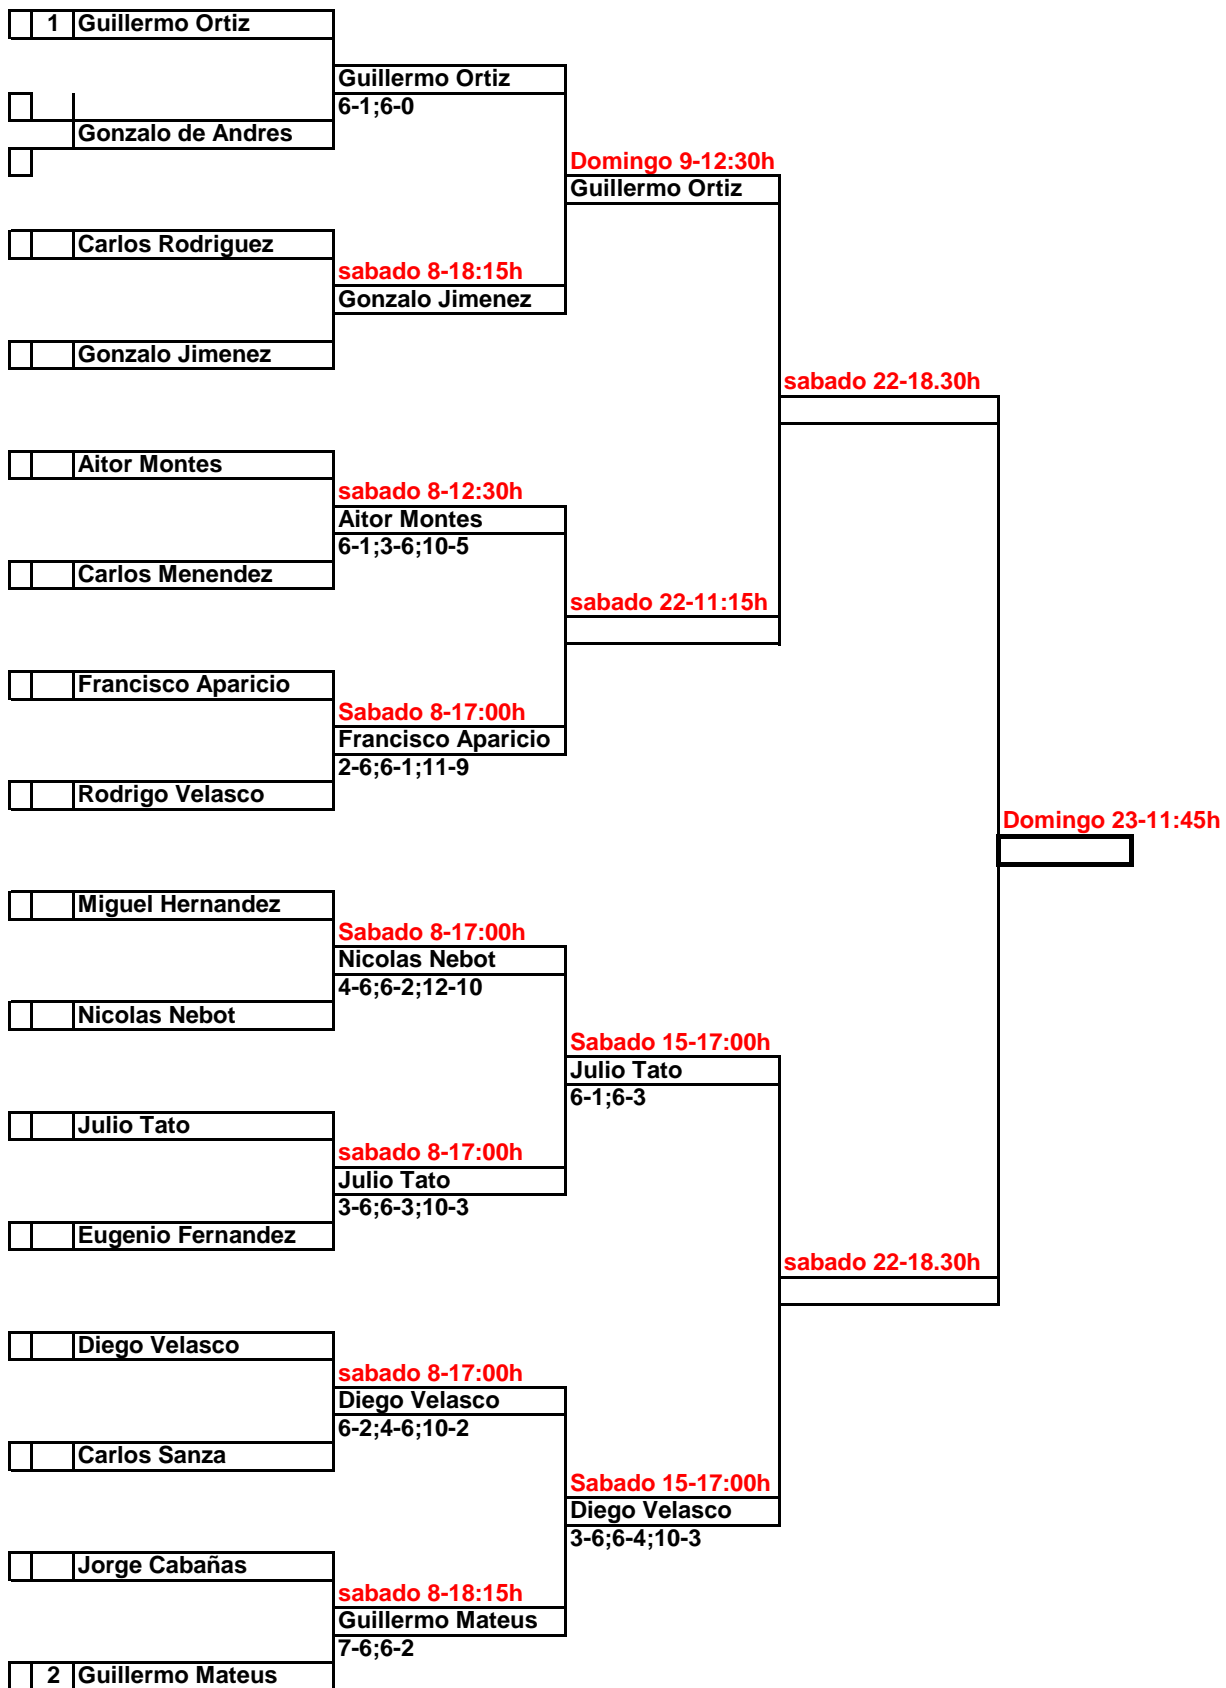 1 Guillermo Ortiz
Guillermo Ortiz
6-1;6-0
Gonzalo de Andres
Domingo 9-12:30h
Guillermo Ortiz
Carlos Rodriguez
sabado 8-18:15h
Gonzalo Jimenez
Gonzalo Jimenez
sabado 22-18.30h
Aitor Montes
sabado 8-12:30h
Aitor Montes
6-1;3-6;10-5
Carlos Menendez
sabado 22-11:15h
Francisco Aparicio
Sabado 8-17:00h
Francisco Aparicio
2-6;6-1;11-9
Rodrigo Velasco
Domingo 23-11:45h
Miguel Hernandez
Sabado 8-17:00h
Nicolas Nebot
4-6;6-2;12-10
Nicolas Nebot
Sabado 15-17:00h
Julio Tato
6-1;6-3
Julio Tato
sabado 8-17:00h
Julio Tato
3-6;6-3;10-3
Eugenio Fernandez
sabado 22-18.30h
Diego Velasco
sabado 8-17:00h
Diego Velasco
6-2;4-6;10-2
Carlos Sanza
Sabado 15-17:00h
Diego Velasco
3-6;6-4;10-3
Jorge Cabañas
sabado 8-18:15h
Guillermo Mateus
7-6;6-2
2 Guillermo Mateus